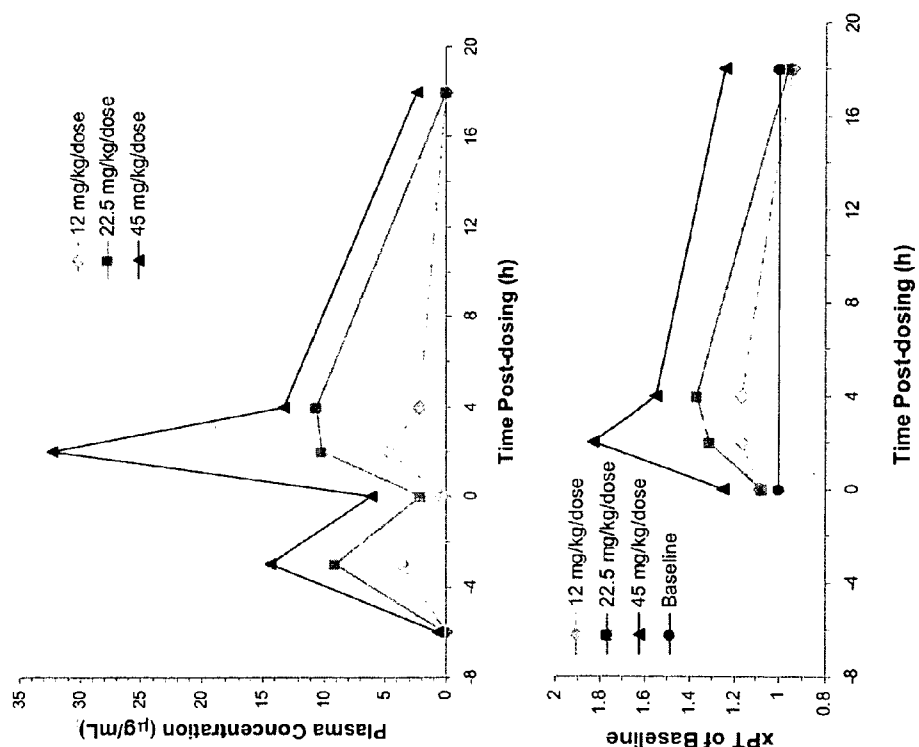 12 mg/kg/dose
22.5 mg/kg/dose
45 mg/kg/dose
35
30
25
20
15
10
5
0
Plasma Concentration (µg/mL)
-8
-4
0
4
8
12
16
20
Time Post-dosing (h)
12 mg/kg/dose
22.5 mg/kg/dose
45 mg/kg/dose
Baseline
2
1.8
1.6
1.4
1.2
1
0.8
xPT of Baseline
-8
-4
0
4
8
12
16
20
Time Post-dosing (h)